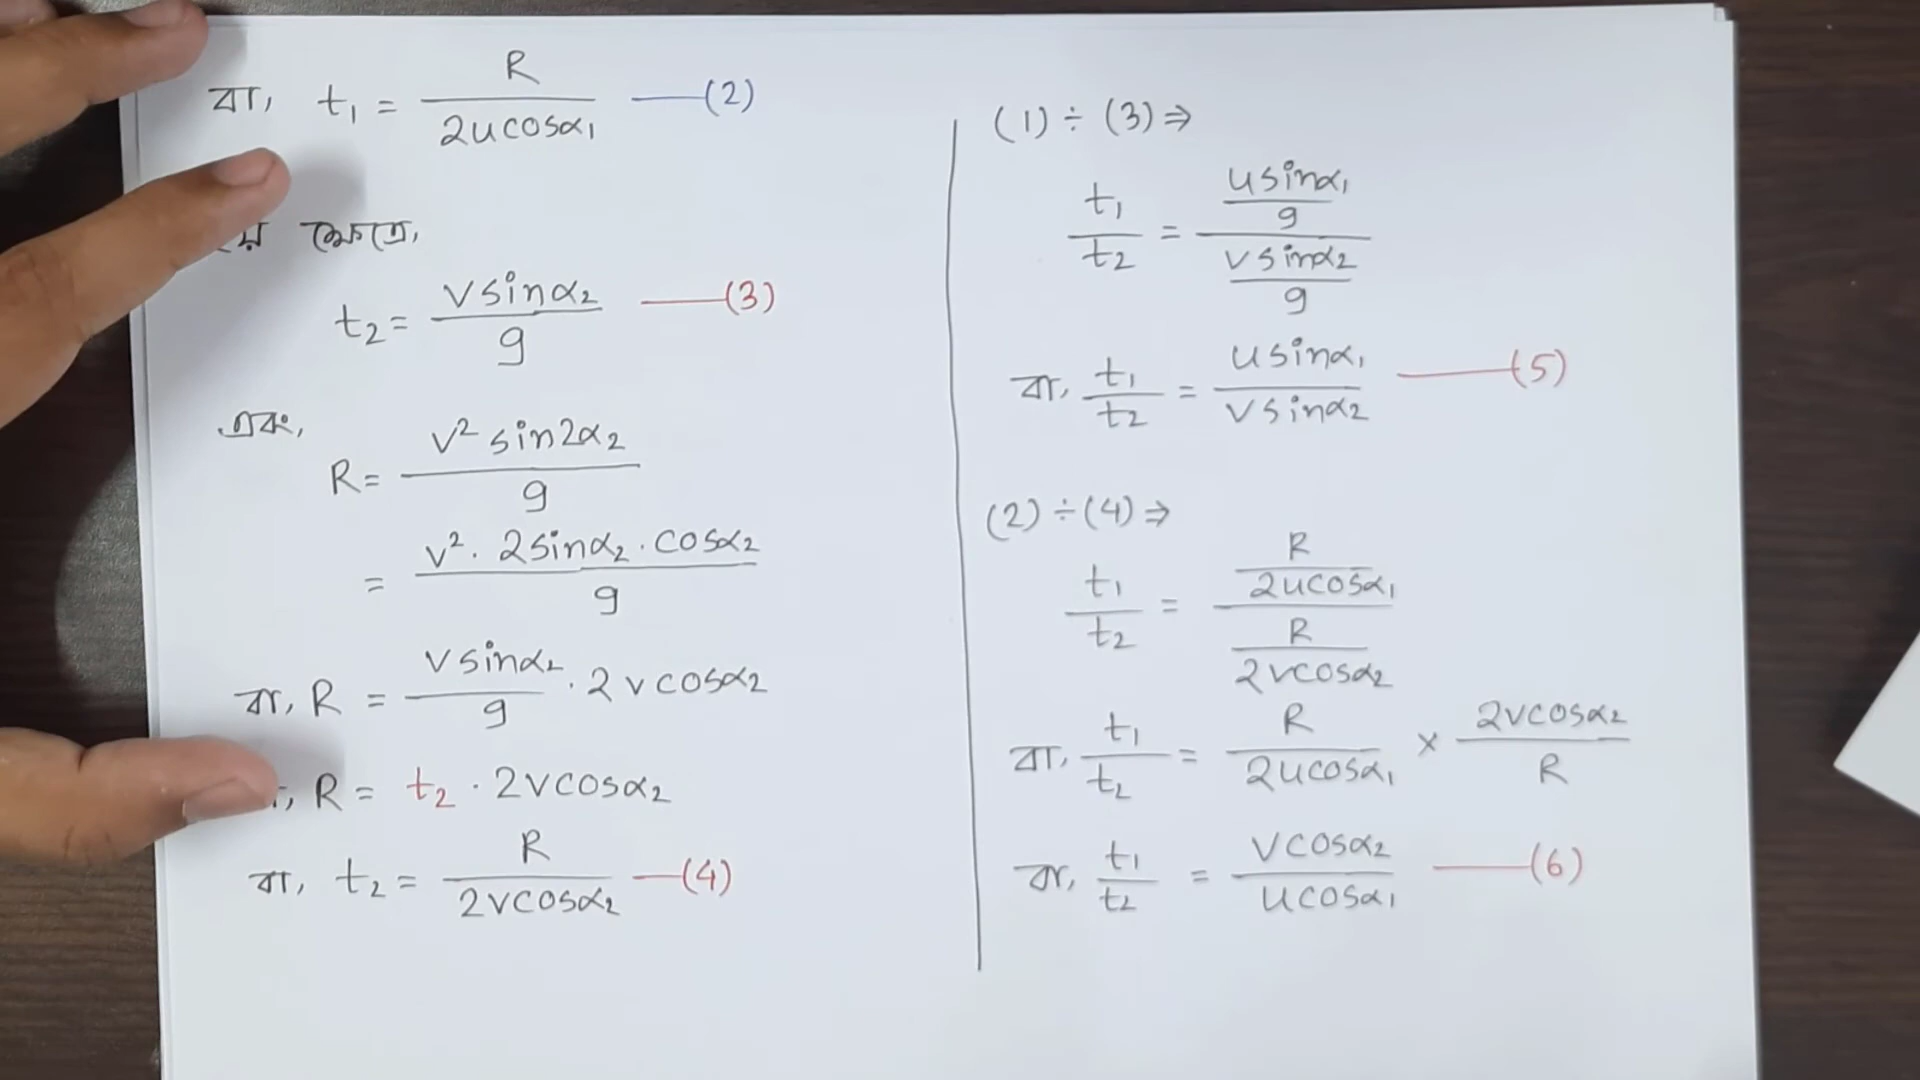 বা, t₁ = R / 2ucosα₁ ——(2)
ক্ষেত্রে,
t₂ = vsinα₂ / g ——(3)
এবং,
R = v² sin2α₂ / g
= v² · 2sinα₂ · cosα₂ / g
বা, R = vsinα₂ / g · 2vcosα₂
R = t₂ · 2vcosα₂
বা, t₂ = R / 2vcosα₂ —(4)
(1) ÷ (3) ⇒
t₁ / t₂ = (usinα₁ / g) / (vsinα₂ / g)
বা, t₁ / t₂ = usinα₁ / vsinα₂ ——(5)
(2) ÷ (4) ⇒
t₁ / t₂ = (R / 2ucosα₁) / (R / 2vcosα₂)
বা, t₁ / t₂ = R / 2ucosα₁ × 2vcosα₂ / R
বা, t₁ / t₂ = vcosα₂ / ucosα₁ ——(6)